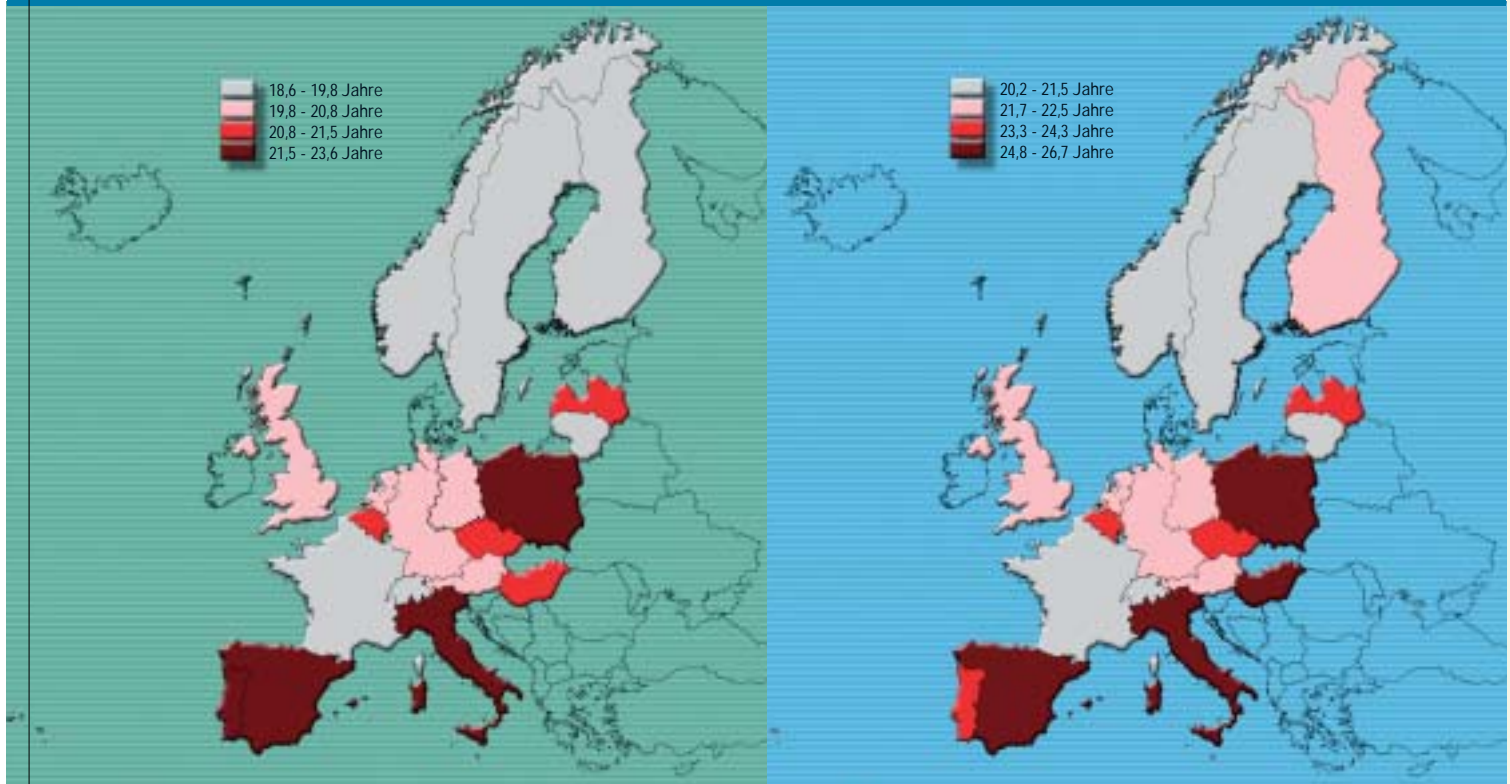 18,6 - 19,8 Jahre
19,8 - 20,8 Jahre
20,8 - 21,5 Jahre
21,5 - 23,6 Jahre
20,2 - 21,5 Jahre
21,7 - 22,5 Jahre
23,3 - 24,3 Jahre
24,8 - 26,7 Jahre